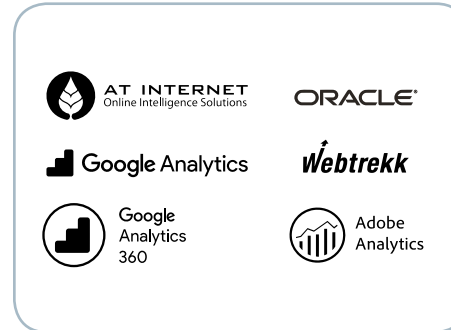 AT INTERNET
Online Intelligence Solutions
ORACLE®
Google Analytics
Webtrekk
Google
Analytics
360
Adobe
Analytics